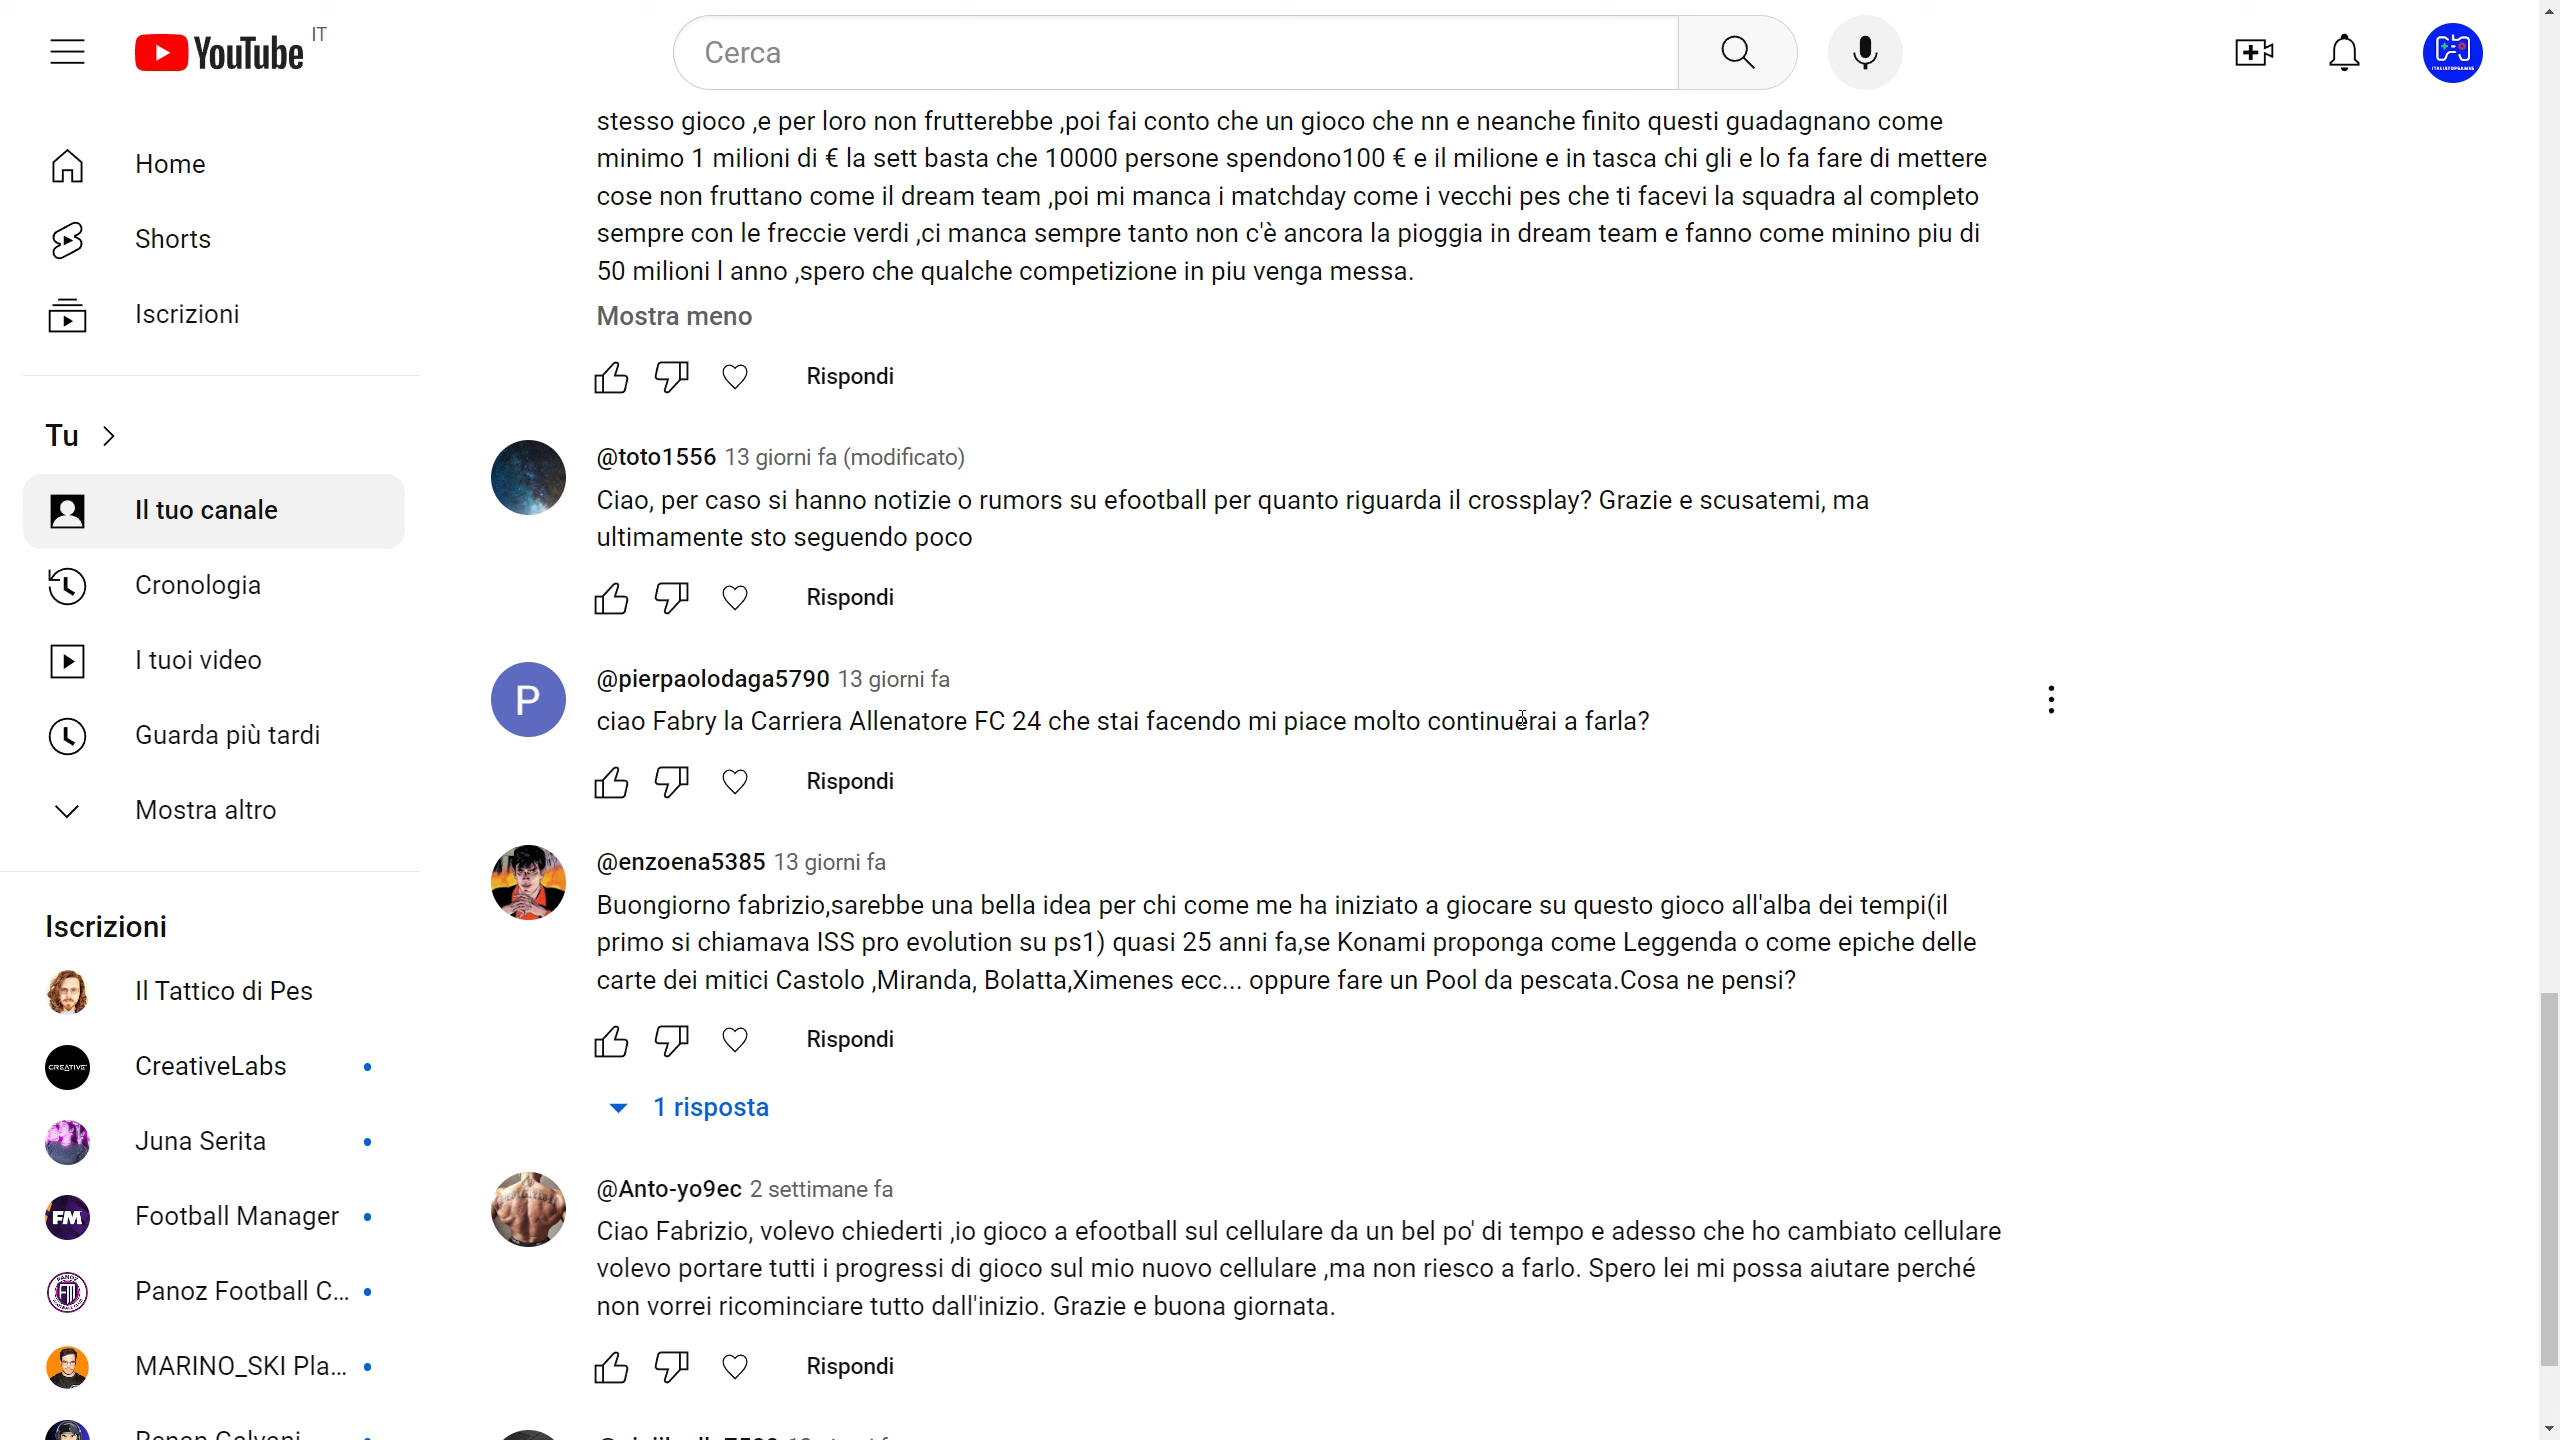 YouTube IT
Cerca
Home
Shorts
Iscrizioni
Tu
Il tuo canale
Cronologia
I tuoi video
Guarda più tardi
Mostra altro
Iscrizioni
Il Tattico di Pes
CreativeLabs
Juna Serita
Football Manager
Panoz Football C...
MARINO_SKI Pla...
stesso gioco ,e per loro non frutterebbe ,poi fai conto che un gioco che nn e neanche finito questi guadagnano come
minimo 1 milioni di € la sett basta che 10000 persone spendono100 € e il milione e in tasca chi gli e lo fa fare di mettere
cose non fruttano come il dream team ,poi mi manca i matchday come i vecchi pes che ti facevi la squadra al completo
sempre con le freccie verdi ,ci manca sempre tanto non c'è ancora la pioggia in dream team e fanno come minino piu di
50 milioni l anno ,spero che qualche competizione in piu venga messa.
Mostra meno
Rispondi
@toto1556 13 giorni fa (modificato)
Ciao, per caso si hanno notizie o rumors su efootball per quanto riguarda il crossplay? Grazie e scusatemi, ma
ultimamente sto seguendo poco
Rispondi
P
@pierpaolodaga5790 13 giorni fa
ciao Fabry la Carriera Allenatore FC 24 che stai facendo mi piace molto continuerai a farla?
Rispondi
@enzoena5385 13 giorni fa
Buongiorno fabrizio,sarebbe una bella idea per chi come me ha iniziato a giocare su questo gioco all'alba dei tempi(il
primo si chiamava ISS pro evolution su ps1) quasi 25 anni fa,se Konami proponga come Leggenda o come epiche delle
carte dei mitici Castolo ,Miranda, Bolatta,Ximenes ecc... oppure fare un Pool da pescata.Cosa ne pensi?
Rispondi
1 risposta
@Anto-yo9ec 2 settimane fa
Ciao Fabrizio, volevo chiederti ,io gioco a efootball sul cellulare da un bel po' di tempo e adesso che ho cambiato cellulare
volevo portare tutti i progressi di gioco sul mio nuovo cellulare ,ma non riesco a farlo. Spero lei mi possa aiutare perché
non vorrei ricominciare tutto dall'inizio. Grazie e buona giornata.
Rispondi